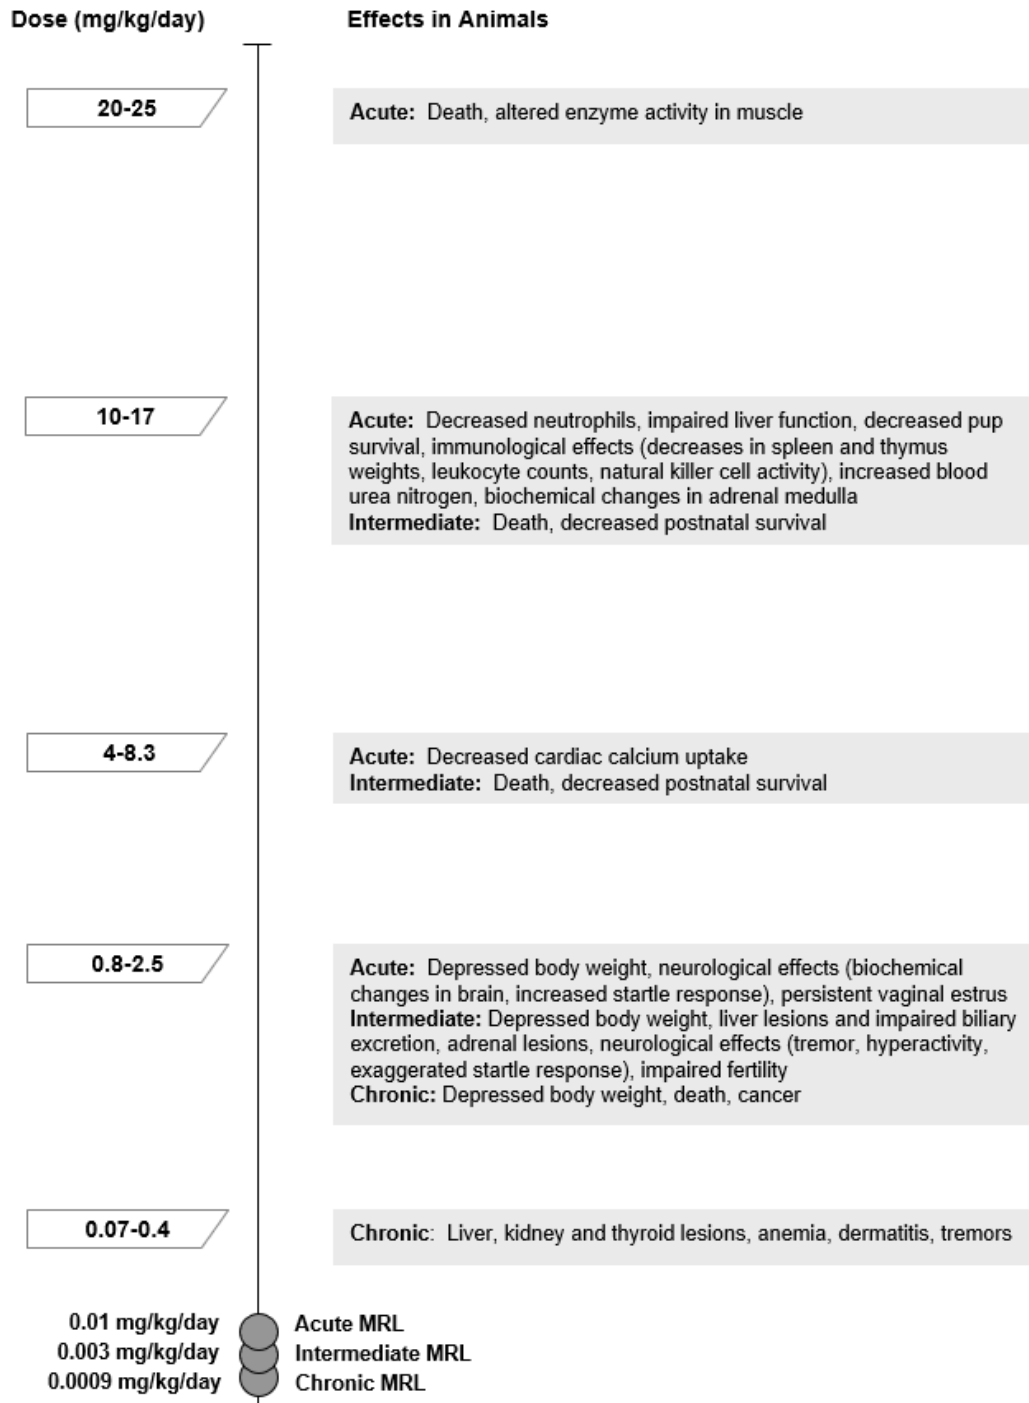 Dose (mg/kg/day) Effects in Animals
20-25
Acute: Death, altered enzyme activity in muscle
10-17
Acute: Decreased neutrophils, impaired liver function, decreased pup
survival, immunological effects (decreases in spleen and thymus
weights, leukocyte counts, natural killer cell activity), increased blood
urea nitrogen, biochemical changes in adrenal medulla
Intermediate: Death, decreased postnatal survival
4-8.3
Acute: Decreased cardiac calcium uptake
Intermediate: Death, decreased postnatal survival
0.8-2.5
Acute: Depressed body weight, neurological effects (biochemical
changes in brain, increased startle response), persistent vaginal estrus
Intermediate: Depressed body weight, liver lesions and impaired biliary
excretion, adrenal lesions, neurological effects (tremor, hyperactivity,
exaggerated startle response), impaired fertility
Chronic: Depressed body weight, death, cancer
0.07-0.4
Chronic: Liver, kidney and thyroid lesions, anemia, dermatitis, tremors
0.01 mg/kg/day Acute MRL
0.003 mg/kg/day Intermediate MRL
0.0009 mg/kg/day Chronic MRL